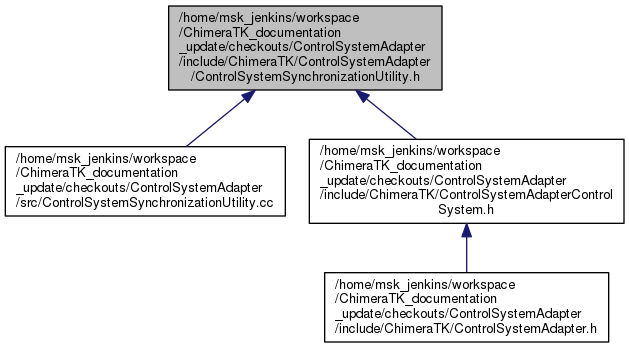 /home/msk_jenkins/workspace
/ChimeraTK_documentation
_update/checkouts/ControlSystemAdapter
/include/ChimeraTK/ControlSystemAdapter
/ControlSystemSynchronizationUtility.h
/home/msk_jenkins/workspace
/ChimeraTK_documentation
_update/checkouts/ControlSystemAdapter
/src/ControlSystemSynchronizationUtility.cc
/home/msk_jenkins/workspace
/ChimeraTK_documentation
_update/checkouts/ControlSystemAdapter
/include/ChimeraTK/ControlSystemAdapterControl
System.h
/home/msk_jenkins/workspace
/ChimeraTK_documentation
_update/checkouts/ControlSystemAdapter
/include/ChimeraTK/ControlSystemAdapter.h